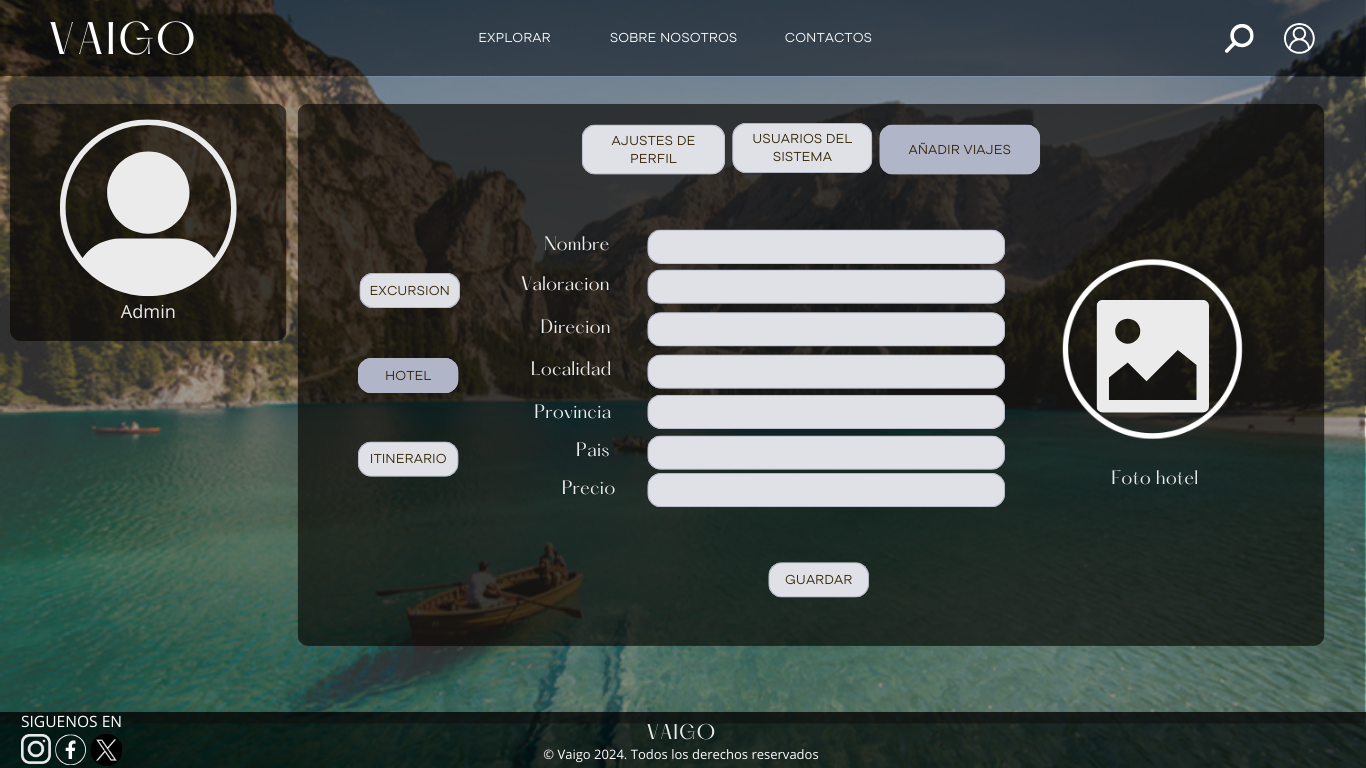 VAIGO
EXPLORAR
SOBRE NOSOTROS
CONTACTOS
Admin
AJUSTES DE
PERFIL
USUARIOS DEL
SISTEMA
AÑADIR VIAJES
EXCURSION
HOTEL
ITINERARIO
Nombre
Valoracion
Direcion
Localidad
Provincia
Pais
Precio
Foto hotel
GUARDAR
SIGUENOS EN
VAIGO
© Vaigo 2024. Todos los derechos reservados